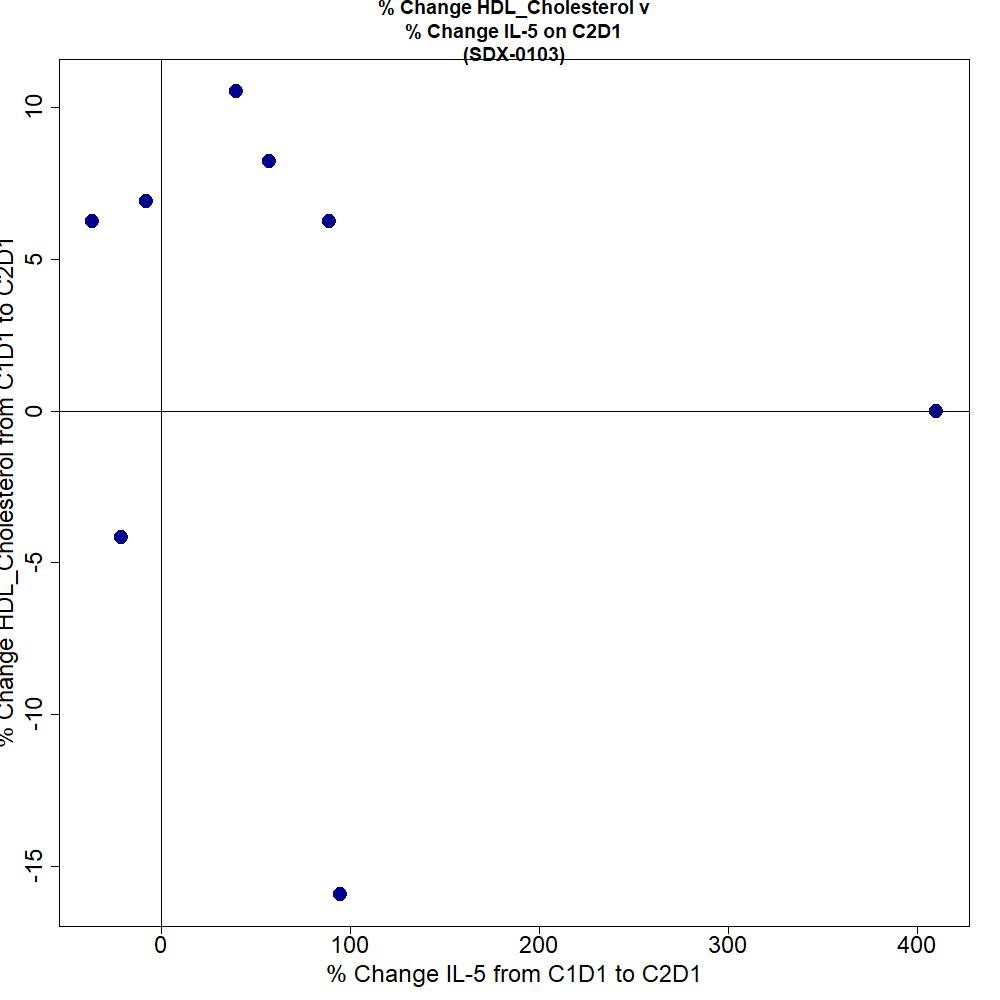 % Change HDL_Cholesterol v
% Change IL-5 on C2D1
(SDX-0103)
% Change HDL_Cholesterol from C1D1 to C2D1
10
5
0
-5
-10
-15
0 100 200 300 400
% Change IL-5 from C1D1 to C2D1